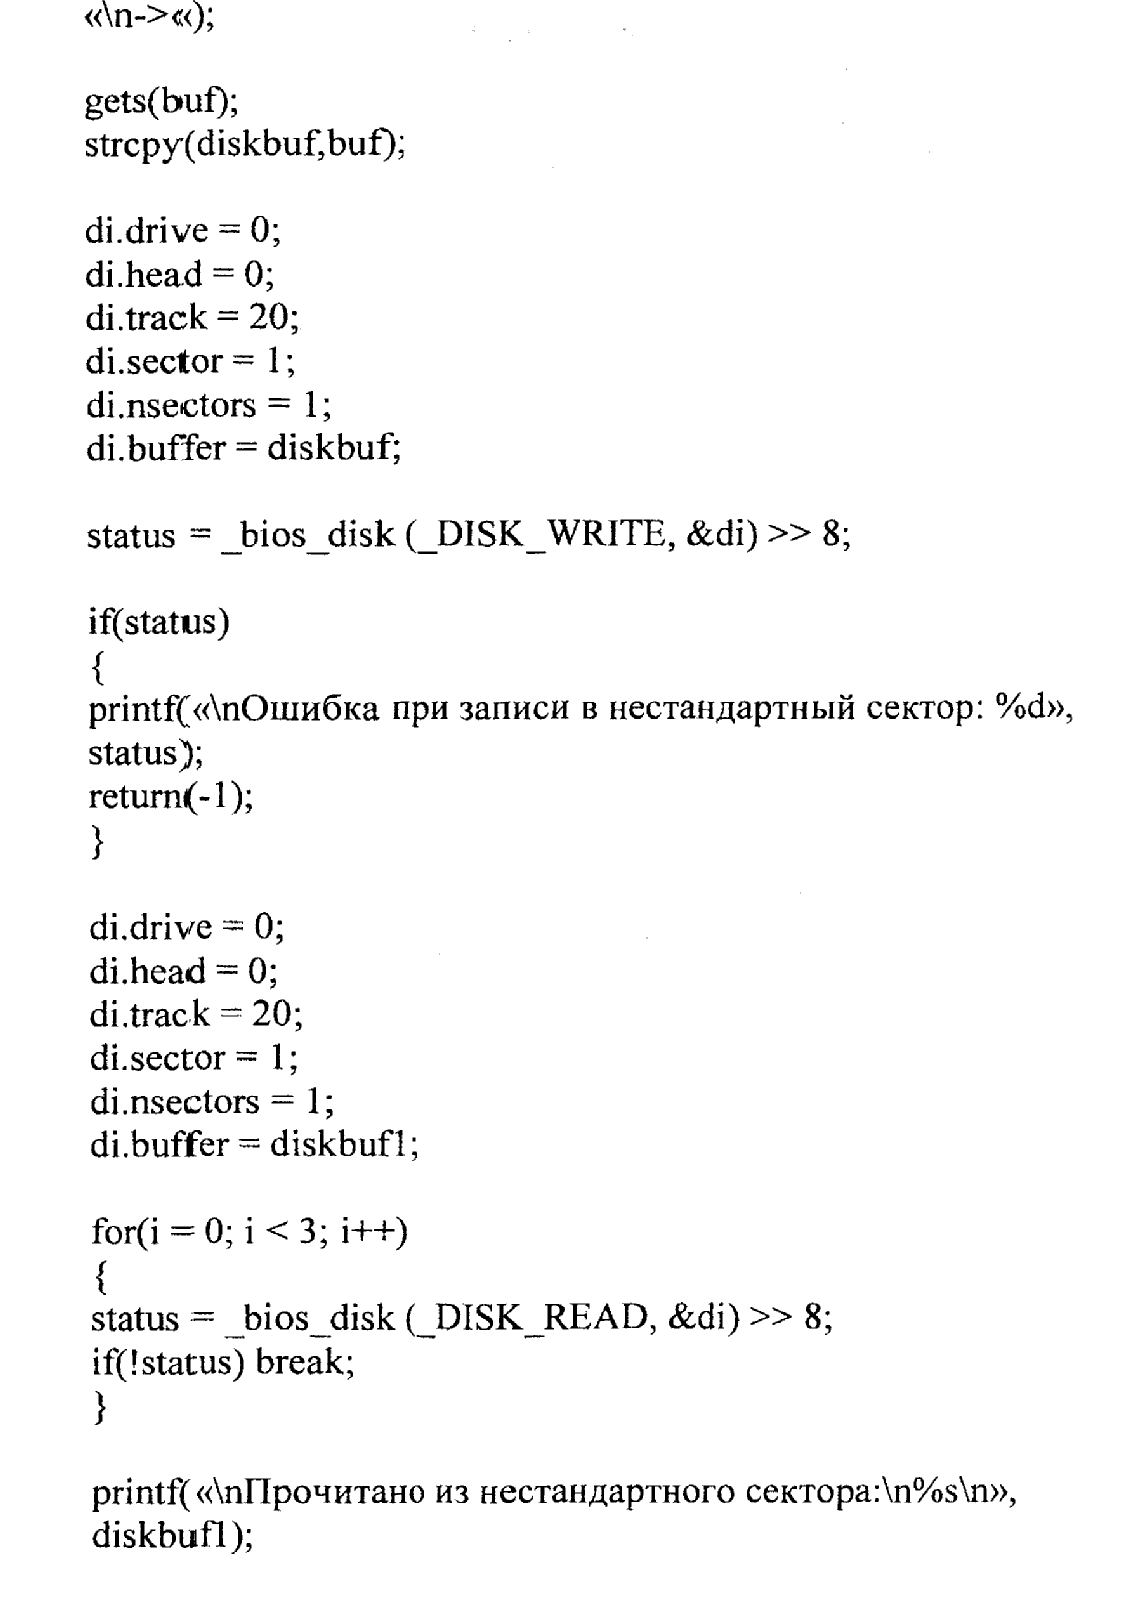 «\n->«);
gets(buf);
strcpy(diskbuf,buf);
di.drive = 0;
di.head = 0;
di.track = 20;
di.sector = 1;
di.nsectors = 1;
di.buffer = diskbuf;
status = _bios_disk (_DISK_WRITE, &di) >> 8;
if(status)
{
printf(«\nОшибка при записи в нестандартный сектор: %d»,
status);
return(-1);
}
di.drive = 0;
di.head = 0;
di.track = 20;
di.sector = 1;
di.nsectors = 1;
di.buffer = diskbuf1;
for(i = 0; i < 3; i++)
{
status = _bios_disk (_DISK_READ, &di) >> 8;
if(!status) break;
}
printf(«\nПрочитано из нестандартного сектора:\n%s\n»,
diskbuf1);